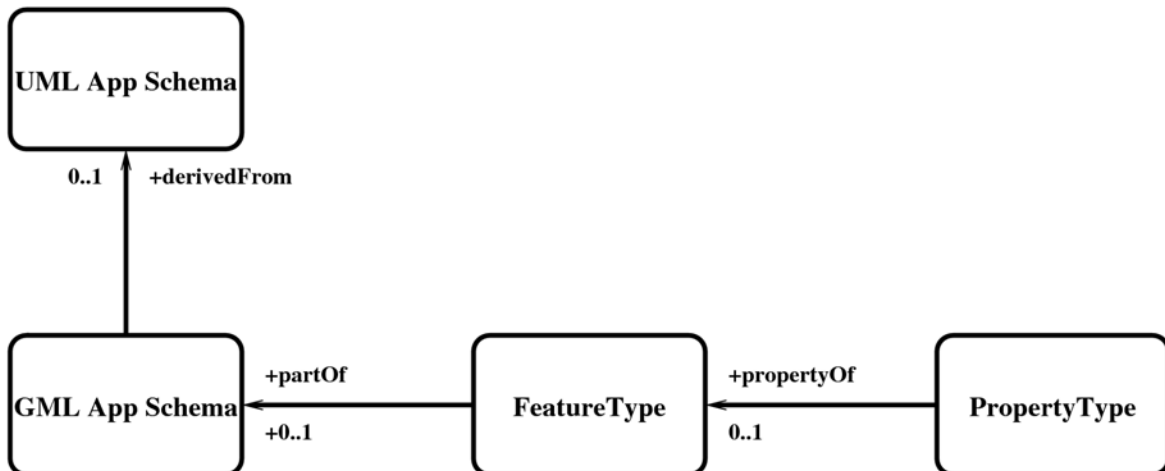 UML App Schema
0..1 +derivedFrom
+partOf +propertyOf
GML App Schema FeatureType PropertyType
+0..1 0..1